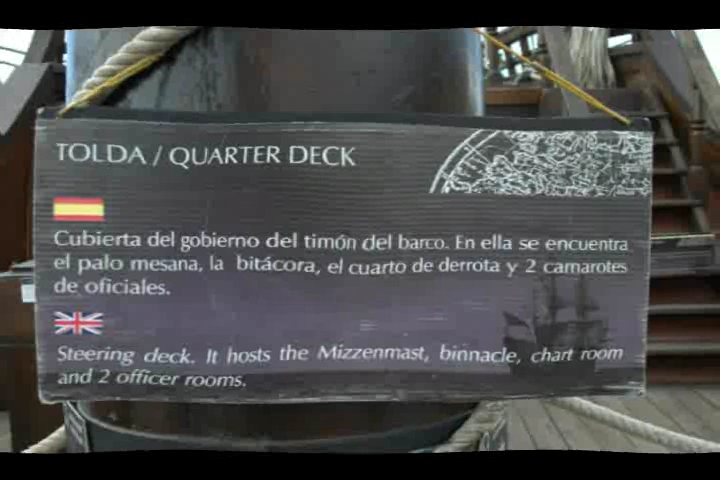 TOLDA / QUARTER DECK
Cubierta del gobierno del timón del barco. En ella se encuentra
el palo mesana, la bitácora, el cuarto de derrota y 2 camarotes
de oficiales.
Steering deck. It hosts the Mizzenmast, binnacle, chart room
and 2 officer rooms.